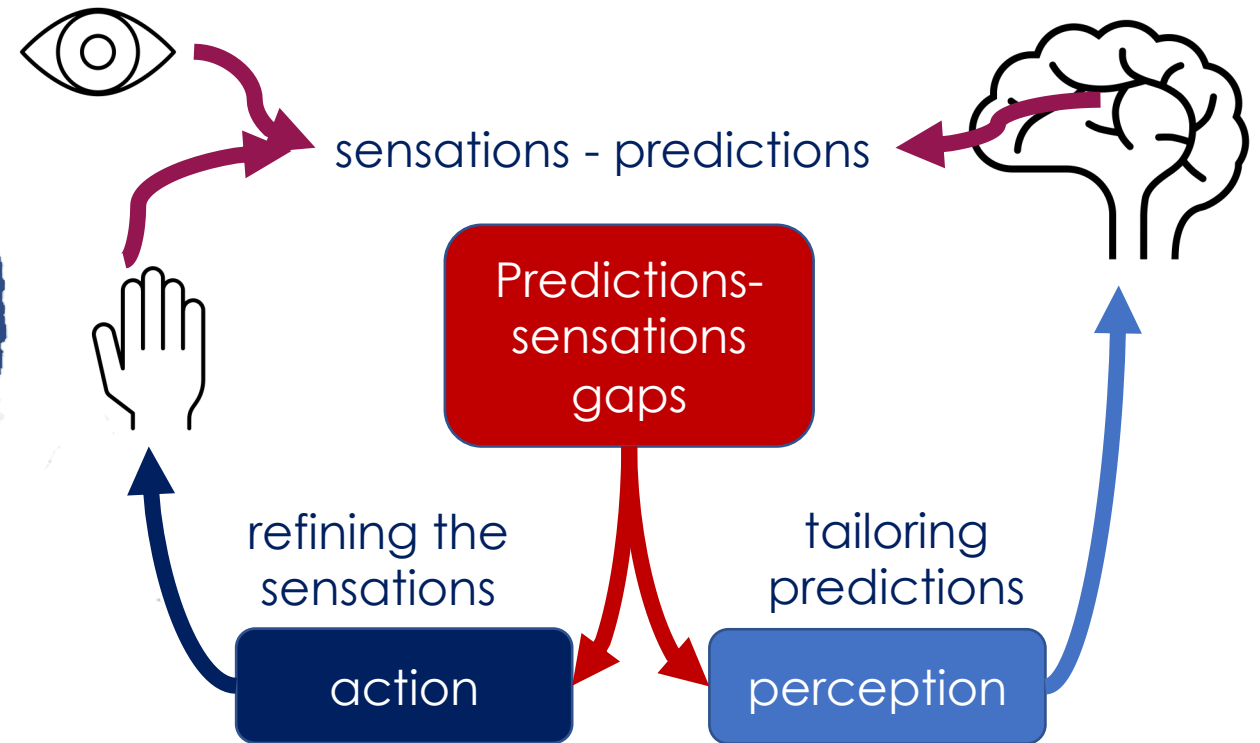 sensations - predictions
Predictions-
sensations
gaps
refining the
sensations
tailoring
predictions
action
perception